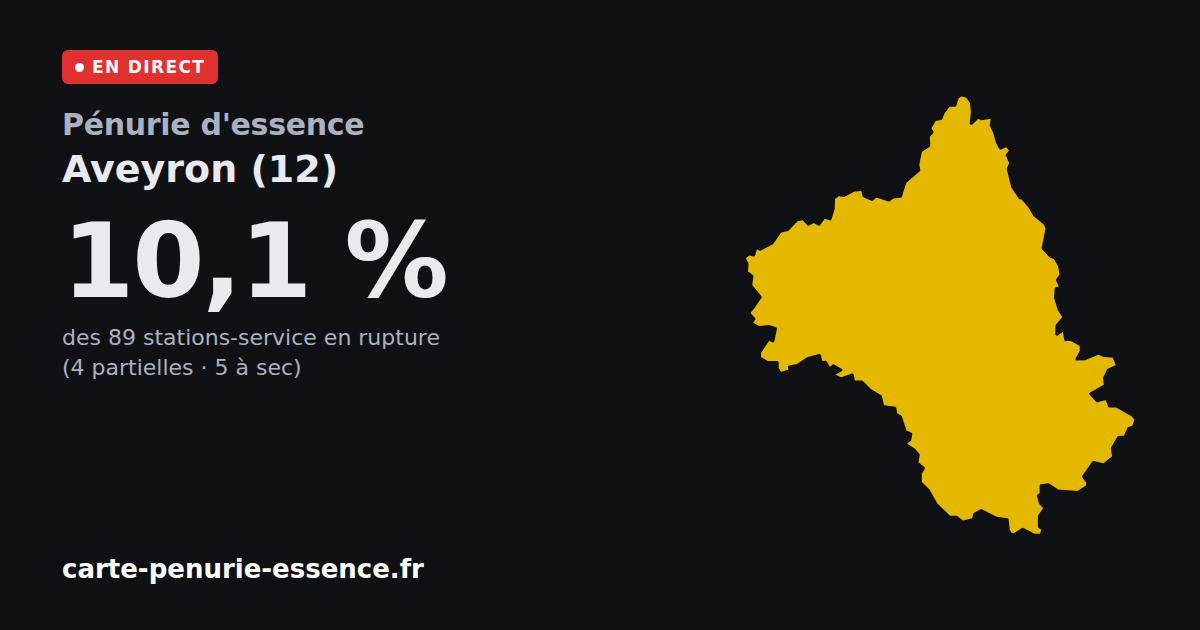 EN DIRECT
Pénurie d'essence
Aveyron (12)
10,1 %
des 89 stations-service en rupture
(4 partielles · 5 à sec)
carte-penurie-essence.fr